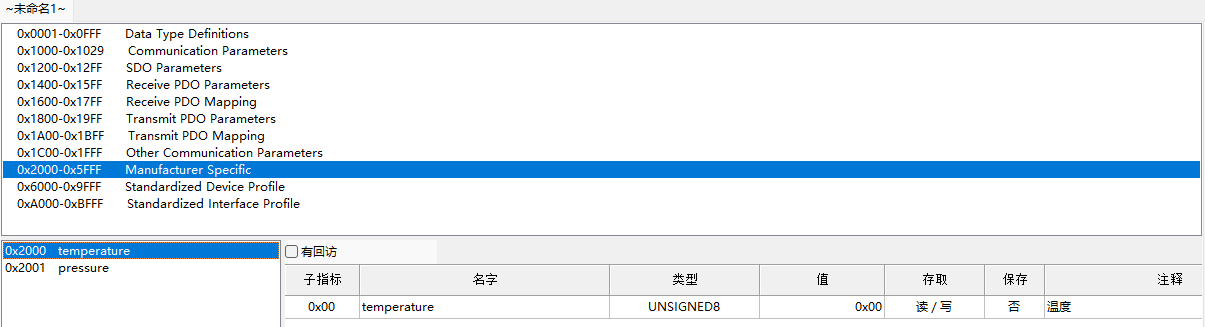 ~未命名1~
0x0001-0x0FFF Data Type Definitions
0x1000-0x1029 Communication Parameters
0x1200-0x12FF SDO Parameters
0x1400-0x15FF Receive PDO Parameters
0x1600-0x17FF Receive PDO Mapping
0x1800-0x19FF Transmit PDO Parameters
0x1A00-0x1BFF Transmit PDO Mapping
0x1C00-0x1FFF Other Communication Parameters
0x2000-0x5FFF Manufacturer Specific
0x6000-0x9FFF Standardized Device Profile
0xA000-0xBFFF Standardized Interface Profile
0x2000 temperature
0x2001 pressure
有回访
子指标 名字 类型 值 存取 保存 注释
0x00 temperature UNSIGNED8 0x00 读 / 写 否 温度